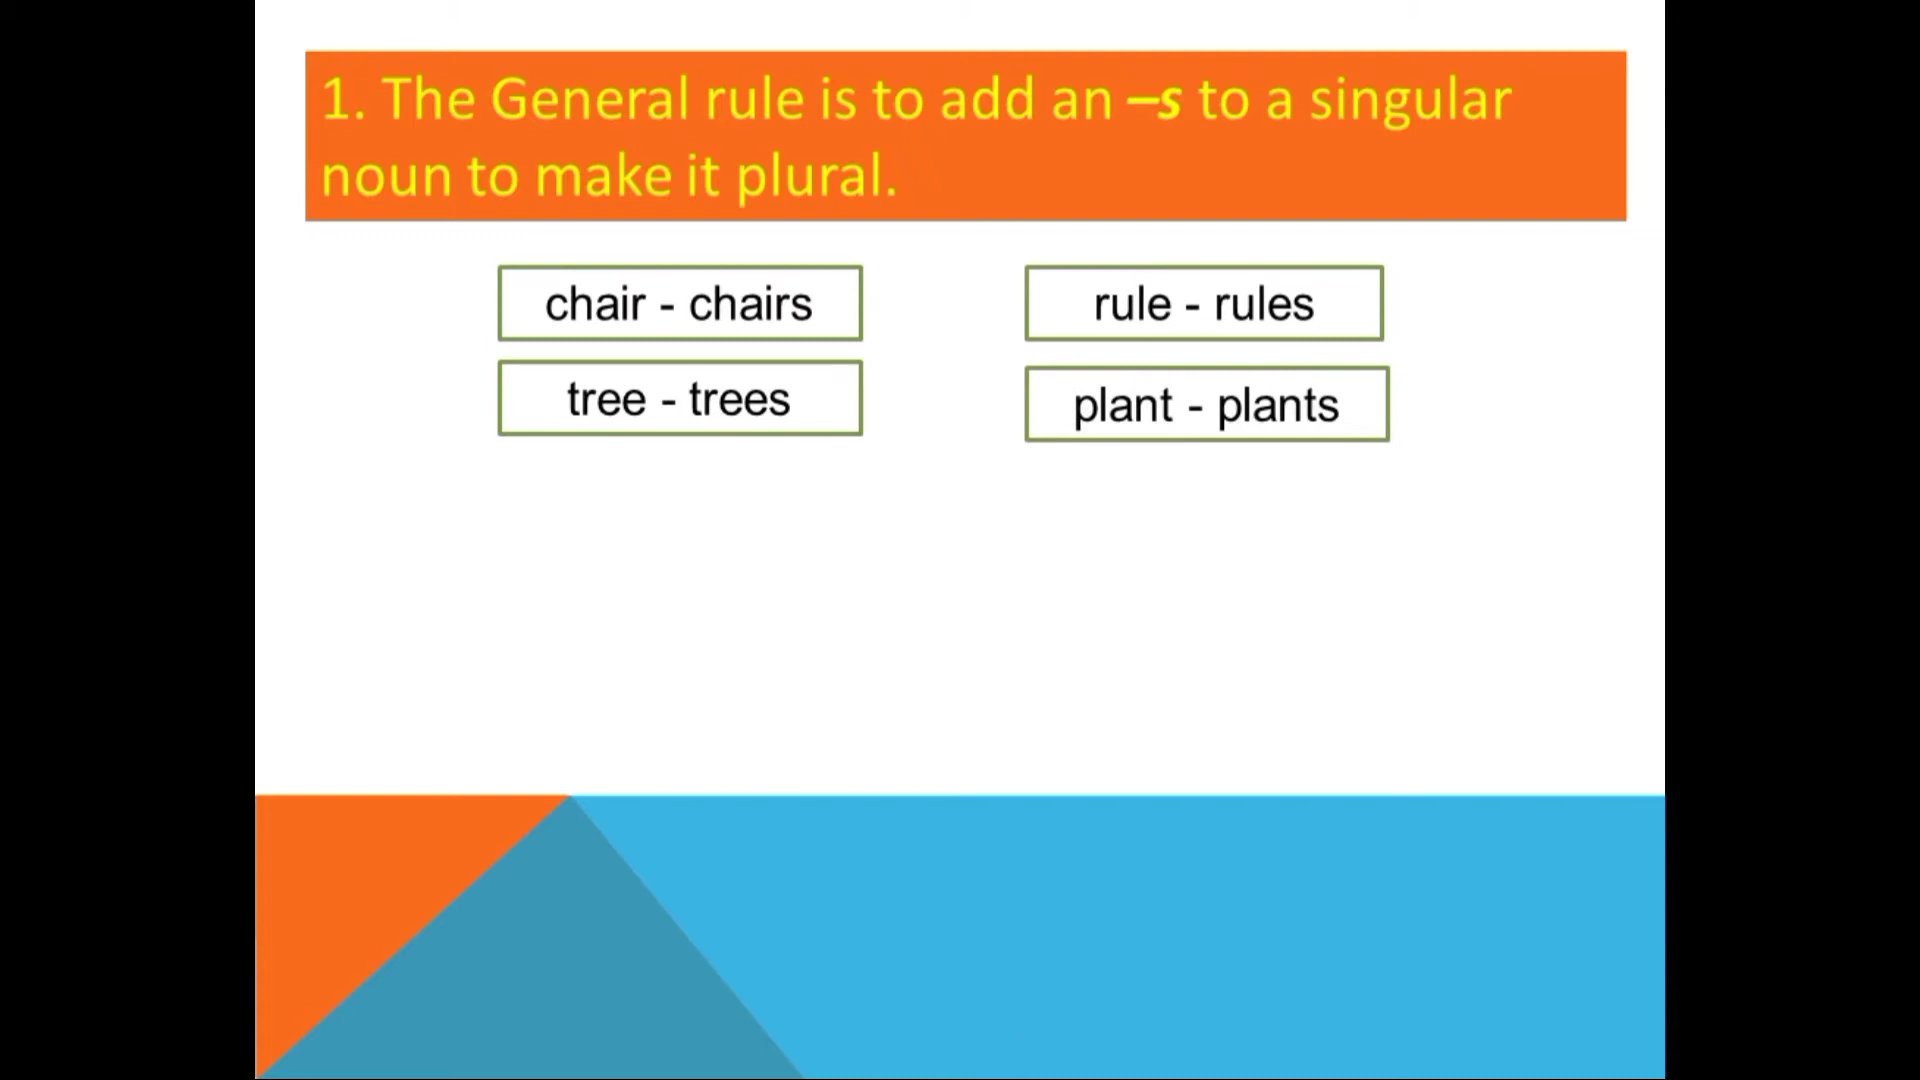 1. The General rule is to add an –s to a singular
noun to make it plural.
chair - chairs
rule - rules
tree - trees
plant - plants